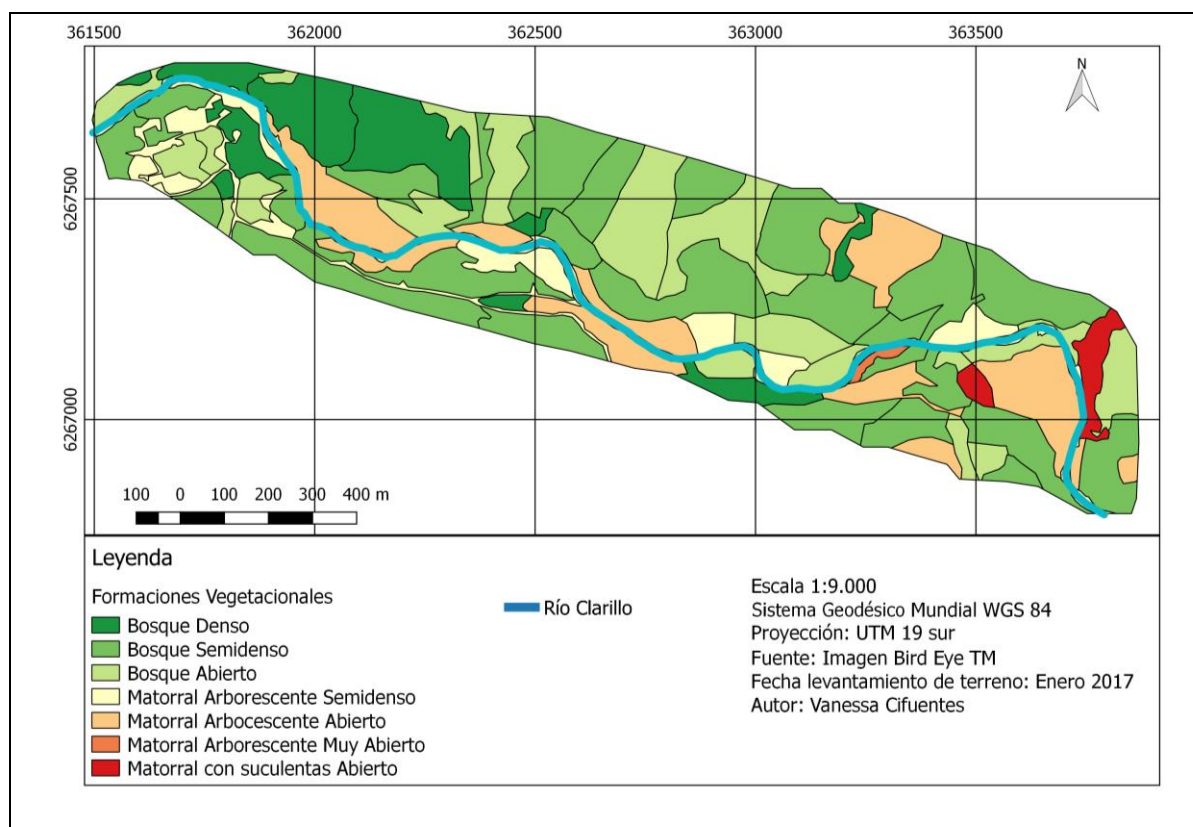 361500 362000 362500 363000 363500
N
6267500
6267000
100 0 100 200 300 400 m
Leyenda
Formaciones Vegetacionales
Bosque Denso
Bosque Semidenso
Bosque Abierto
Matorral Arborescente Semidenso
Matorral Arbocescente Abierto
Matorral Arborescente Muy Abierto
Matorral con suculentas Abierto
Río Clarillo
Escala 1:9.000
Sistema Geodésico Mundial WGS 84
Proyección: UTM 19 sur
Fuente: Imagen Bird Eye TM
Fecha levantamiento de terreno: Enero 2017
Autor: Vanessa Cifuentes